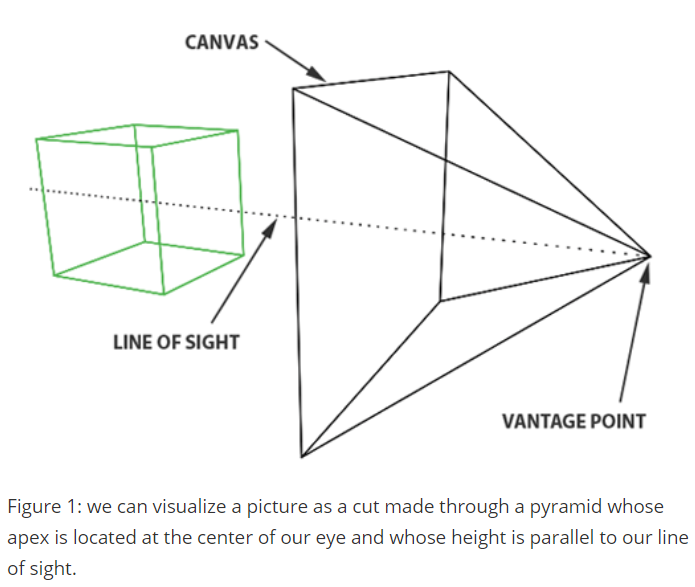 CANVAS
LINE OF SIGHT
VANTAGE POINT
Figure 1: we can visualize a picture as a cut made through a pyramid whose
apex is located at the center of our eye and whose height is parallel to our line
of sight.